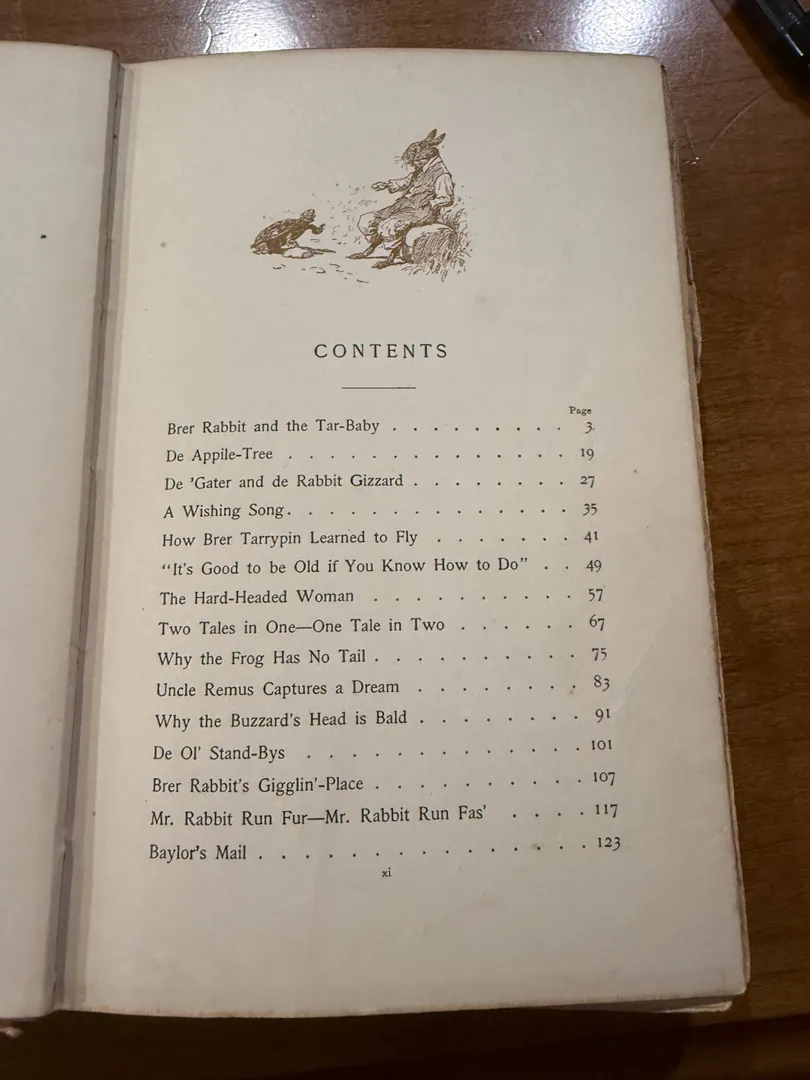 CONTENTS
Page
Brer Rabbit and the Tar-Baby . . . . . . . . . 3
De Appile-Tree . . . . . . . . . . . . . . 19
De 'Gater and de Rabbit Gizzard . . . . . . . . 27
A Wishing Song . . . . . . . . . . . . . . 35
How Brer Tarrypin Learned to Fly . . . . . . . 41
“It's Good to be Old if You Know How to Do” . . 49
The Hard-Headed Woman . . . . . . . . . . 57
Two Tales in One—One Tale in Two . . . . . . 67
Why the Frog Has No Tail . . . . . . . . . . 75
Uncle Remus Captures a Dream . . . . . . . . 83
Why the Buzzard's Head is Bald . . . . . . . . 91
De Ol' Stand-Bys . . . . . . . . . . . . . 101
Brer Rabbit's Gigglin'-Place . . . . . . . . . . 107
Mr. Rabbit Run Fur—Mr. Rabbit Run Fas' . . . . 117
Baylor's Mail . . . . . . . . . . . . . . . 123
xi